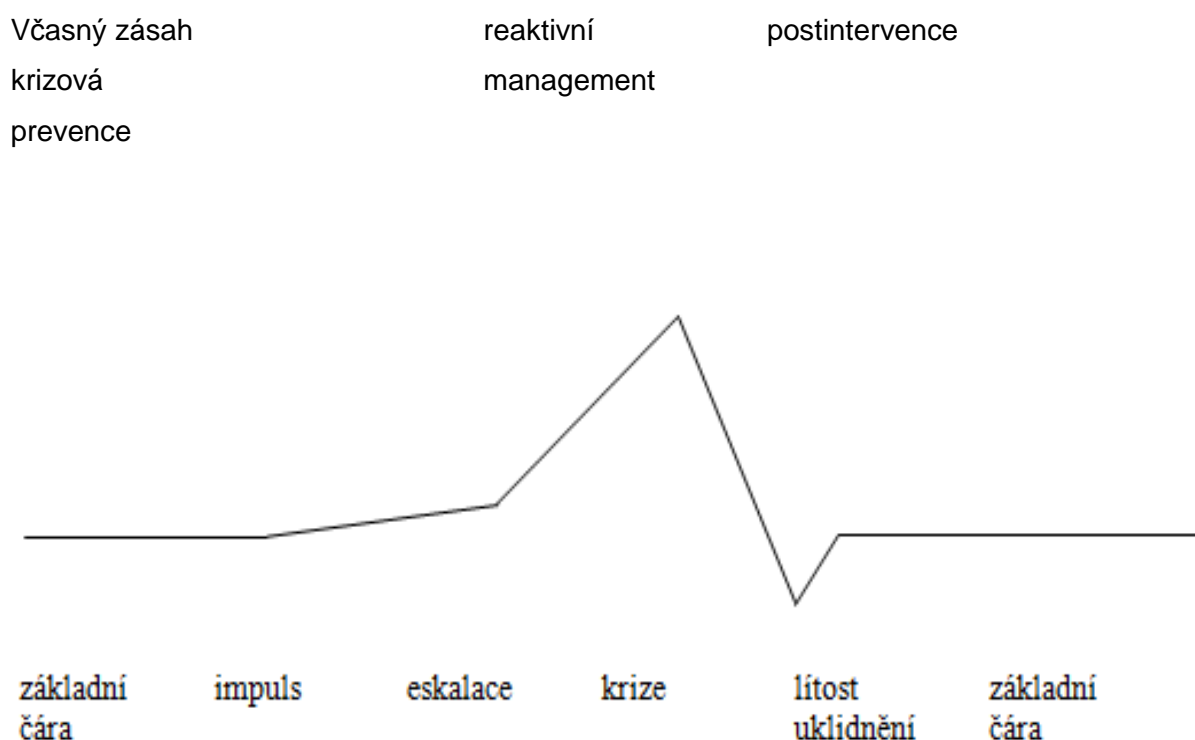 Včasný zásah reaktivní postintervence
krizová management
prevence
základní impuls eskalace krize lítost základní
čára uklidnění čára